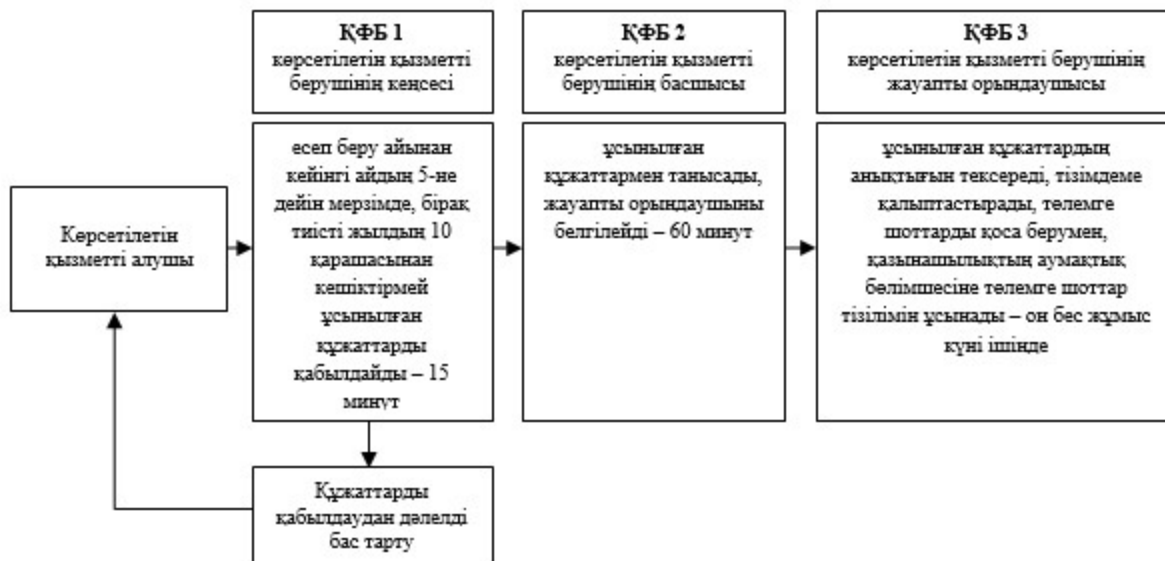 ҚФБ 1
көрсетілетін қызметті
берушінің кеңсесі
ҚФБ 2
көрсетілетін қызметті
берушінің басшысы
ҚФБ 3
көрсетілетін қызметті берушінің
жауапты орындаушысы
Көрсетілетін
қызметті алушы
есеп беру айынан
кейінгі айдың 5-не
дейін мерзімде, бірақ
тиісті жылдың 10
қарашасынан
кешіктірмей
ұсынылған
құжаттарды
қабылдайды – 15
минут
ұсынылған
құжаттармен танысады,
жауапты орындаушыны
белгілейді – 60 минут
ұсынылған құжаттардың
анықтығын тексереді, тізімдеме
қалыптастырады, төлемге
шоттарды қоса берумен,
қазынашылықтың аумақтық
бөлімшесіне төлемге шоттар
тізілімін ұсынады – он бес жұмыс
күні ішінде
Құжаттарды
қабылдаудан дәлелді
бас тарту